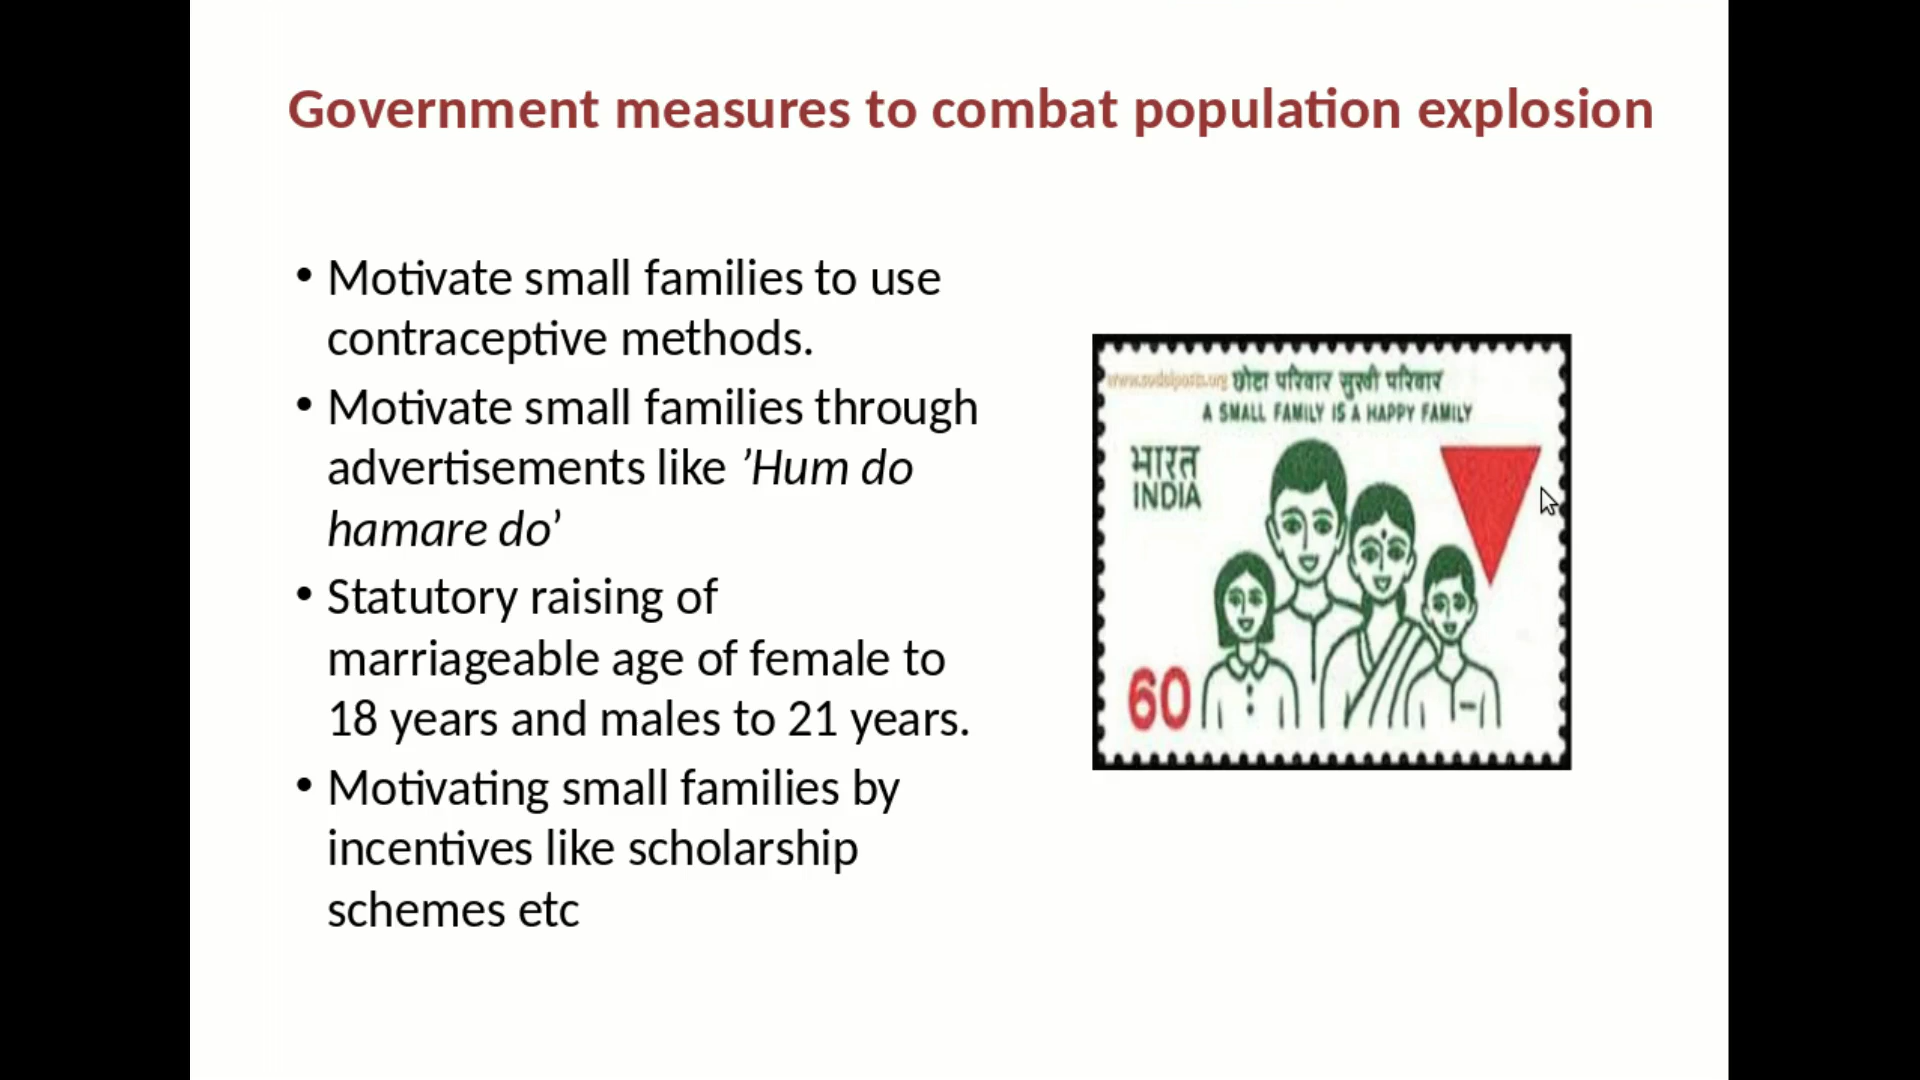 Government measures to combat population explosion
• Motivate small families to use
contraceptive methods.
• Motivate small families through
advertisements like ’Hum do
hamare do’
• Statutory raising of
marriageable age of female to
18 years and males to 21 years.
• Motivating small families by
incentives like scholarship
schemes etc
छोटा परिवार सुखी परिवार
A SMALL FAMILY IS A HAPPY FAMILY
भारत
INDIA
60